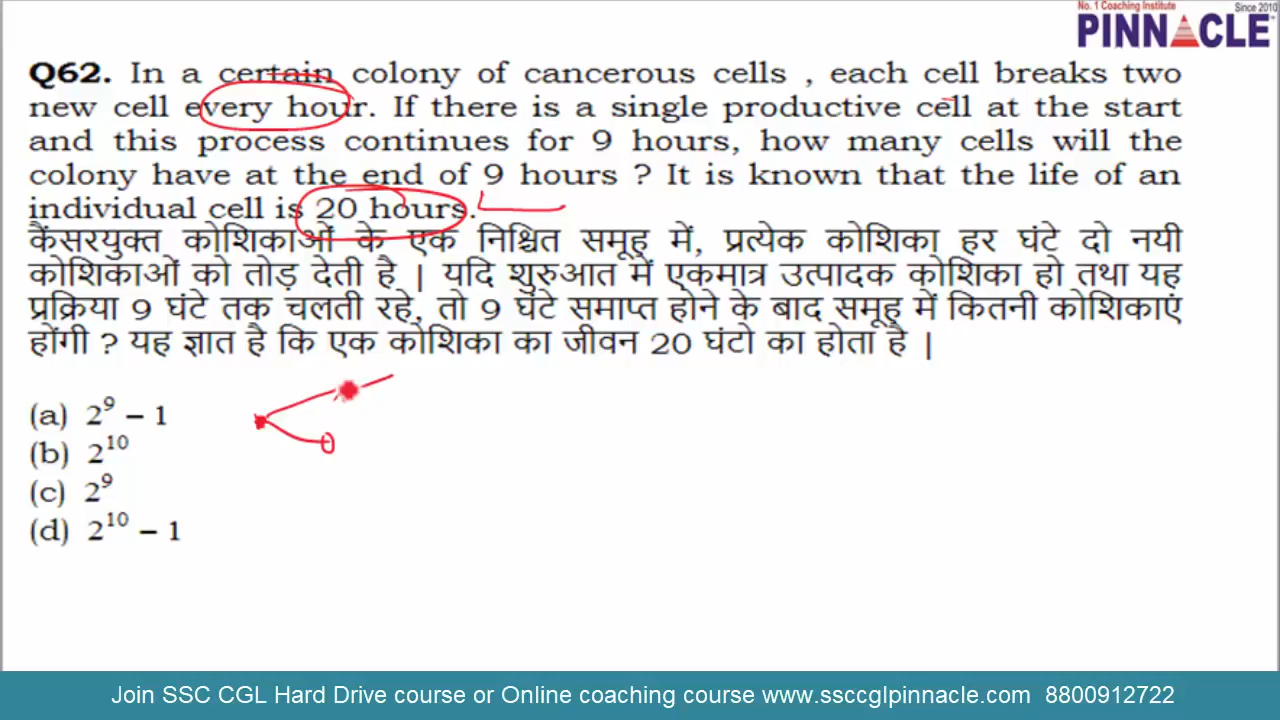 No. 1 Coaching Institute
Since 2010
PINNACLE
Q62. In a certain colony of cancerous cells , each cell breaks two
new cell every hour. If there is a single productive cell at the start
and this process continues for 9 hours, how many cells will the
colony have at the end of 9 hours ? It is known that the life of an
individual cell is 20 hours.
कैंसरयुक्त कोशिकाओं के एक निश्चित समूह में, प्रत्येक कोशिका हर घंटे दो नयी
कोशिकाओं को तोड़ देती है | यदि शुरुआत में एकमात्र उत्पादक कोशिका हो तथा यह
प्रक्रिया 9 घंटे तक चलती रहे, तो 9 घंटे समाप्त होने के बाद समूह में कितनी कोशिकाएं
होंगी ? यह ज्ञात है कि एक कोशिका का जीवन 20 घंटो का होता है |
(a) 2⁹ – 1
(b) 2¹⁰
(c) 2⁹
(d) 2¹⁰ – 1
Join SSC CGL Hard Drive course or Online coaching course www.ssccglpinnacle.com 8800912722